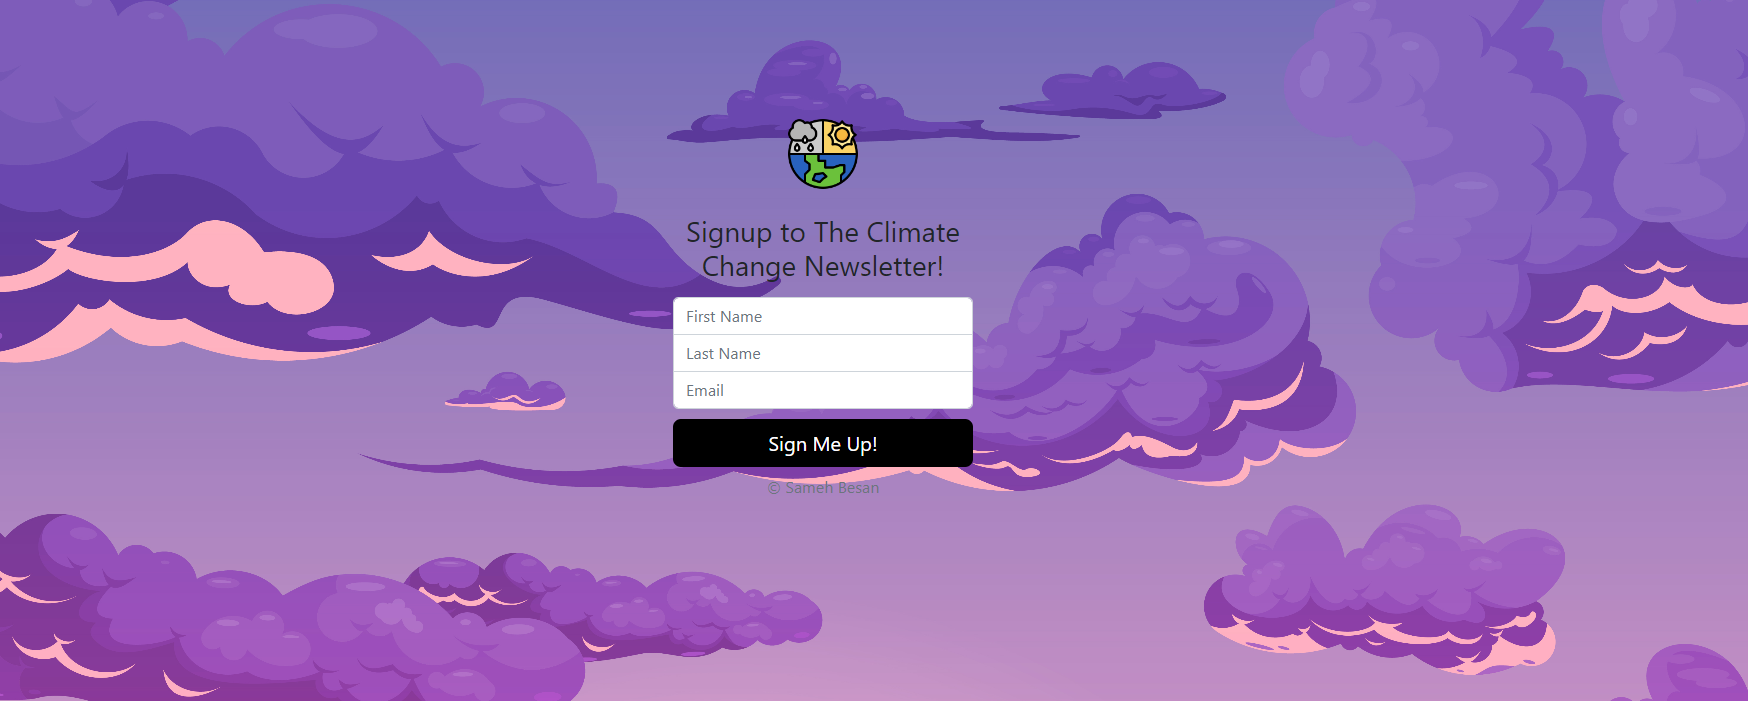 Signup to The Climate
Change Newsletter!
First Name
Last Name
Email
Sign Me Up!
© Sameh Besan